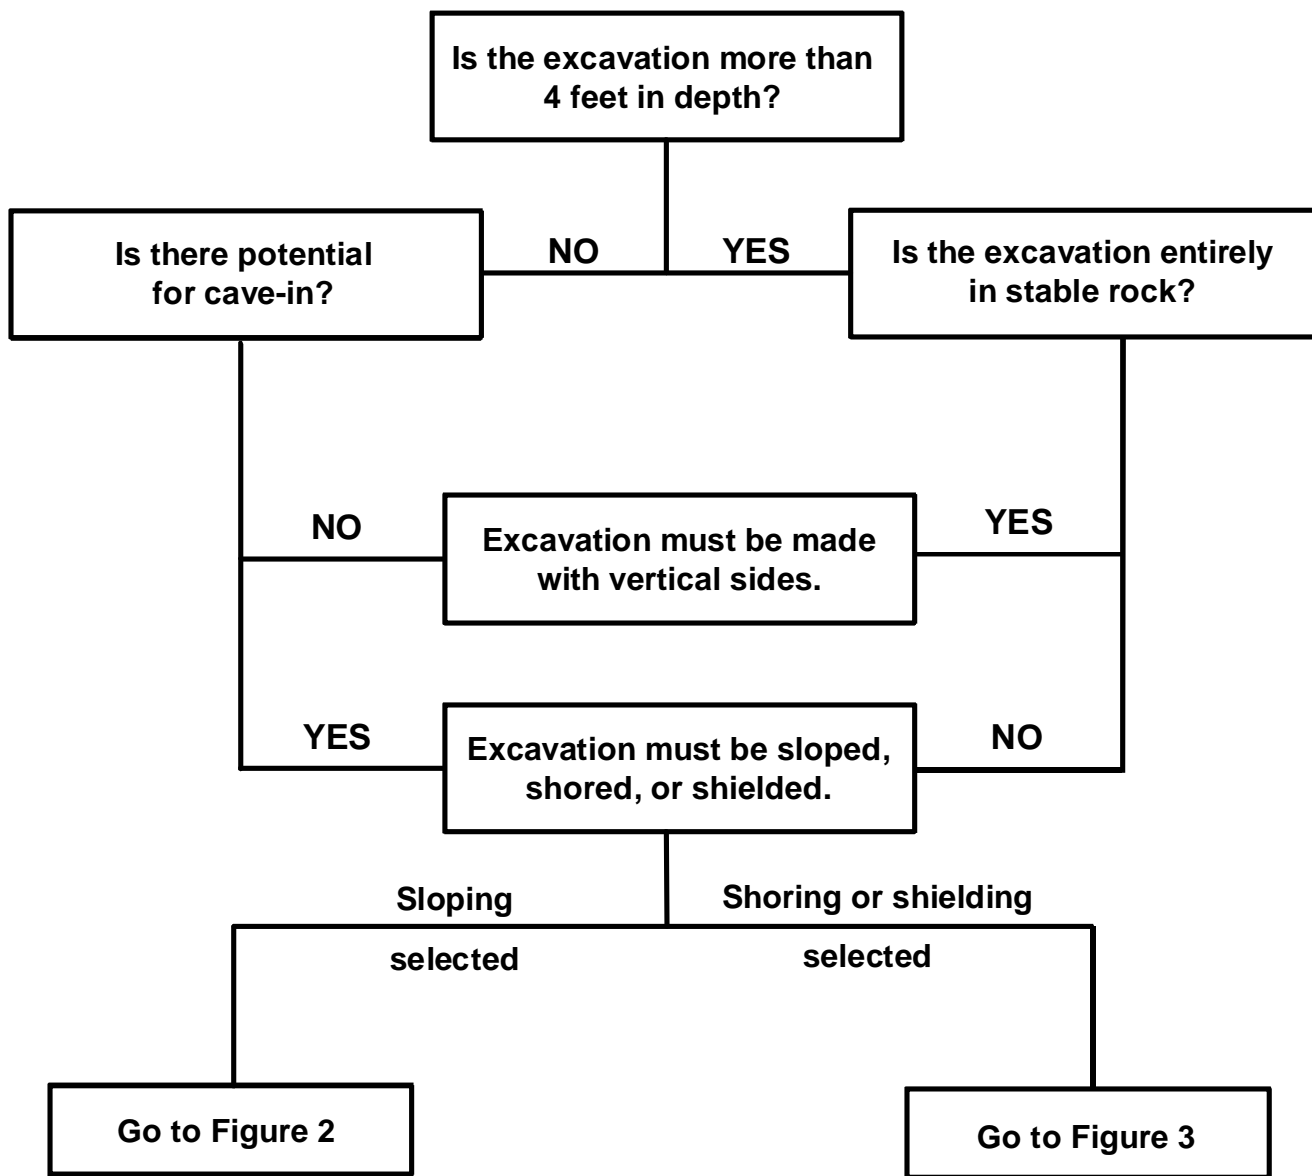 Is the excavation more than
4 feet in depth?
NO
YES
Is there potential
for cave-in?
Is the excavation entirely
in stable rock?
NO
Excavation must be made
with vertical sides.
YES
YES
Excavation must be sloped,
shored, or shielded.
NO
Sloping
selected
Shoring or shielding
selected
Go to Figure 2
Go to Figure 3